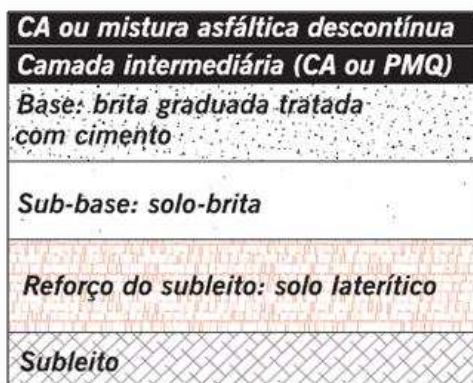 CA ou mistura asfáltica descontínua
Camada intermediária (CA ou PMQ)
Base: brita graduada tratada
com cimento
Sub-base: solo-brita
Reforço do subleito: solo laterítico
Subleito